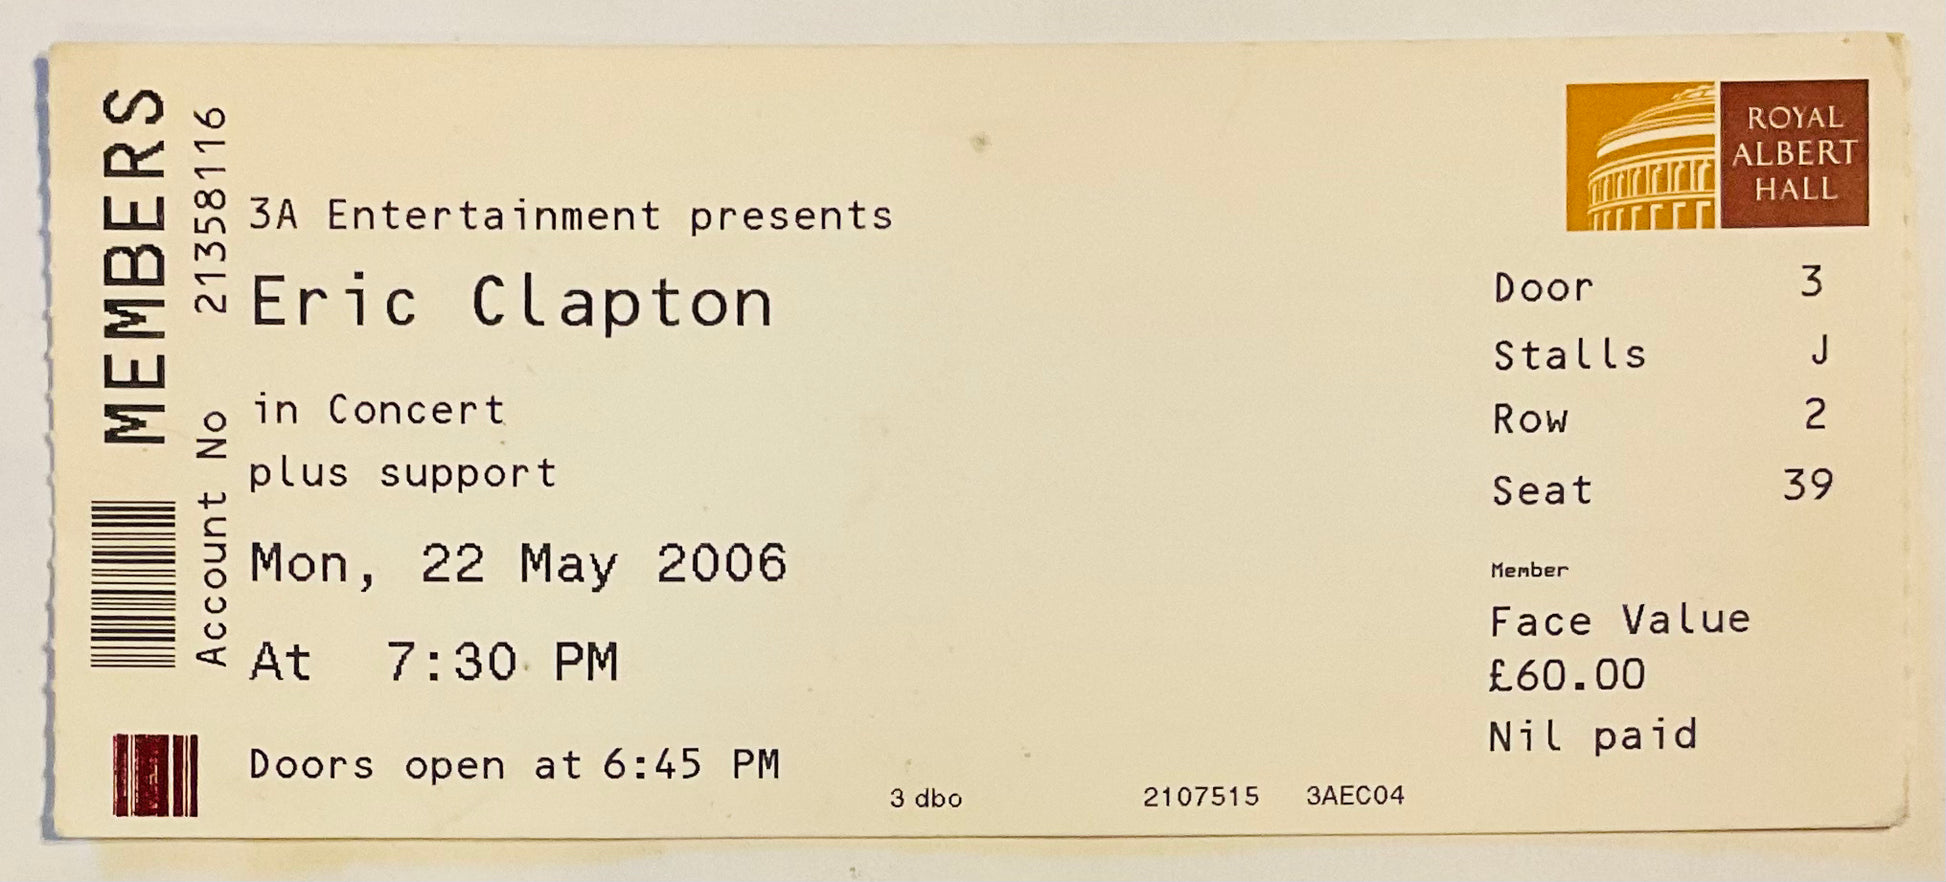 MEMBERS
Account No 21358116
3A Entertainment presents
Eric Clapton
in Concert
plus support
Mon, 22 May 2006
At 7:30 PM
Doors open at 6:45 PM
3 dbo 2107515 3AEC04
ROYAL
ALBERT
HALL
Door 3
Stalls J
Row 2
Seat 39
Member
Face Value
£60.00
Nil paid